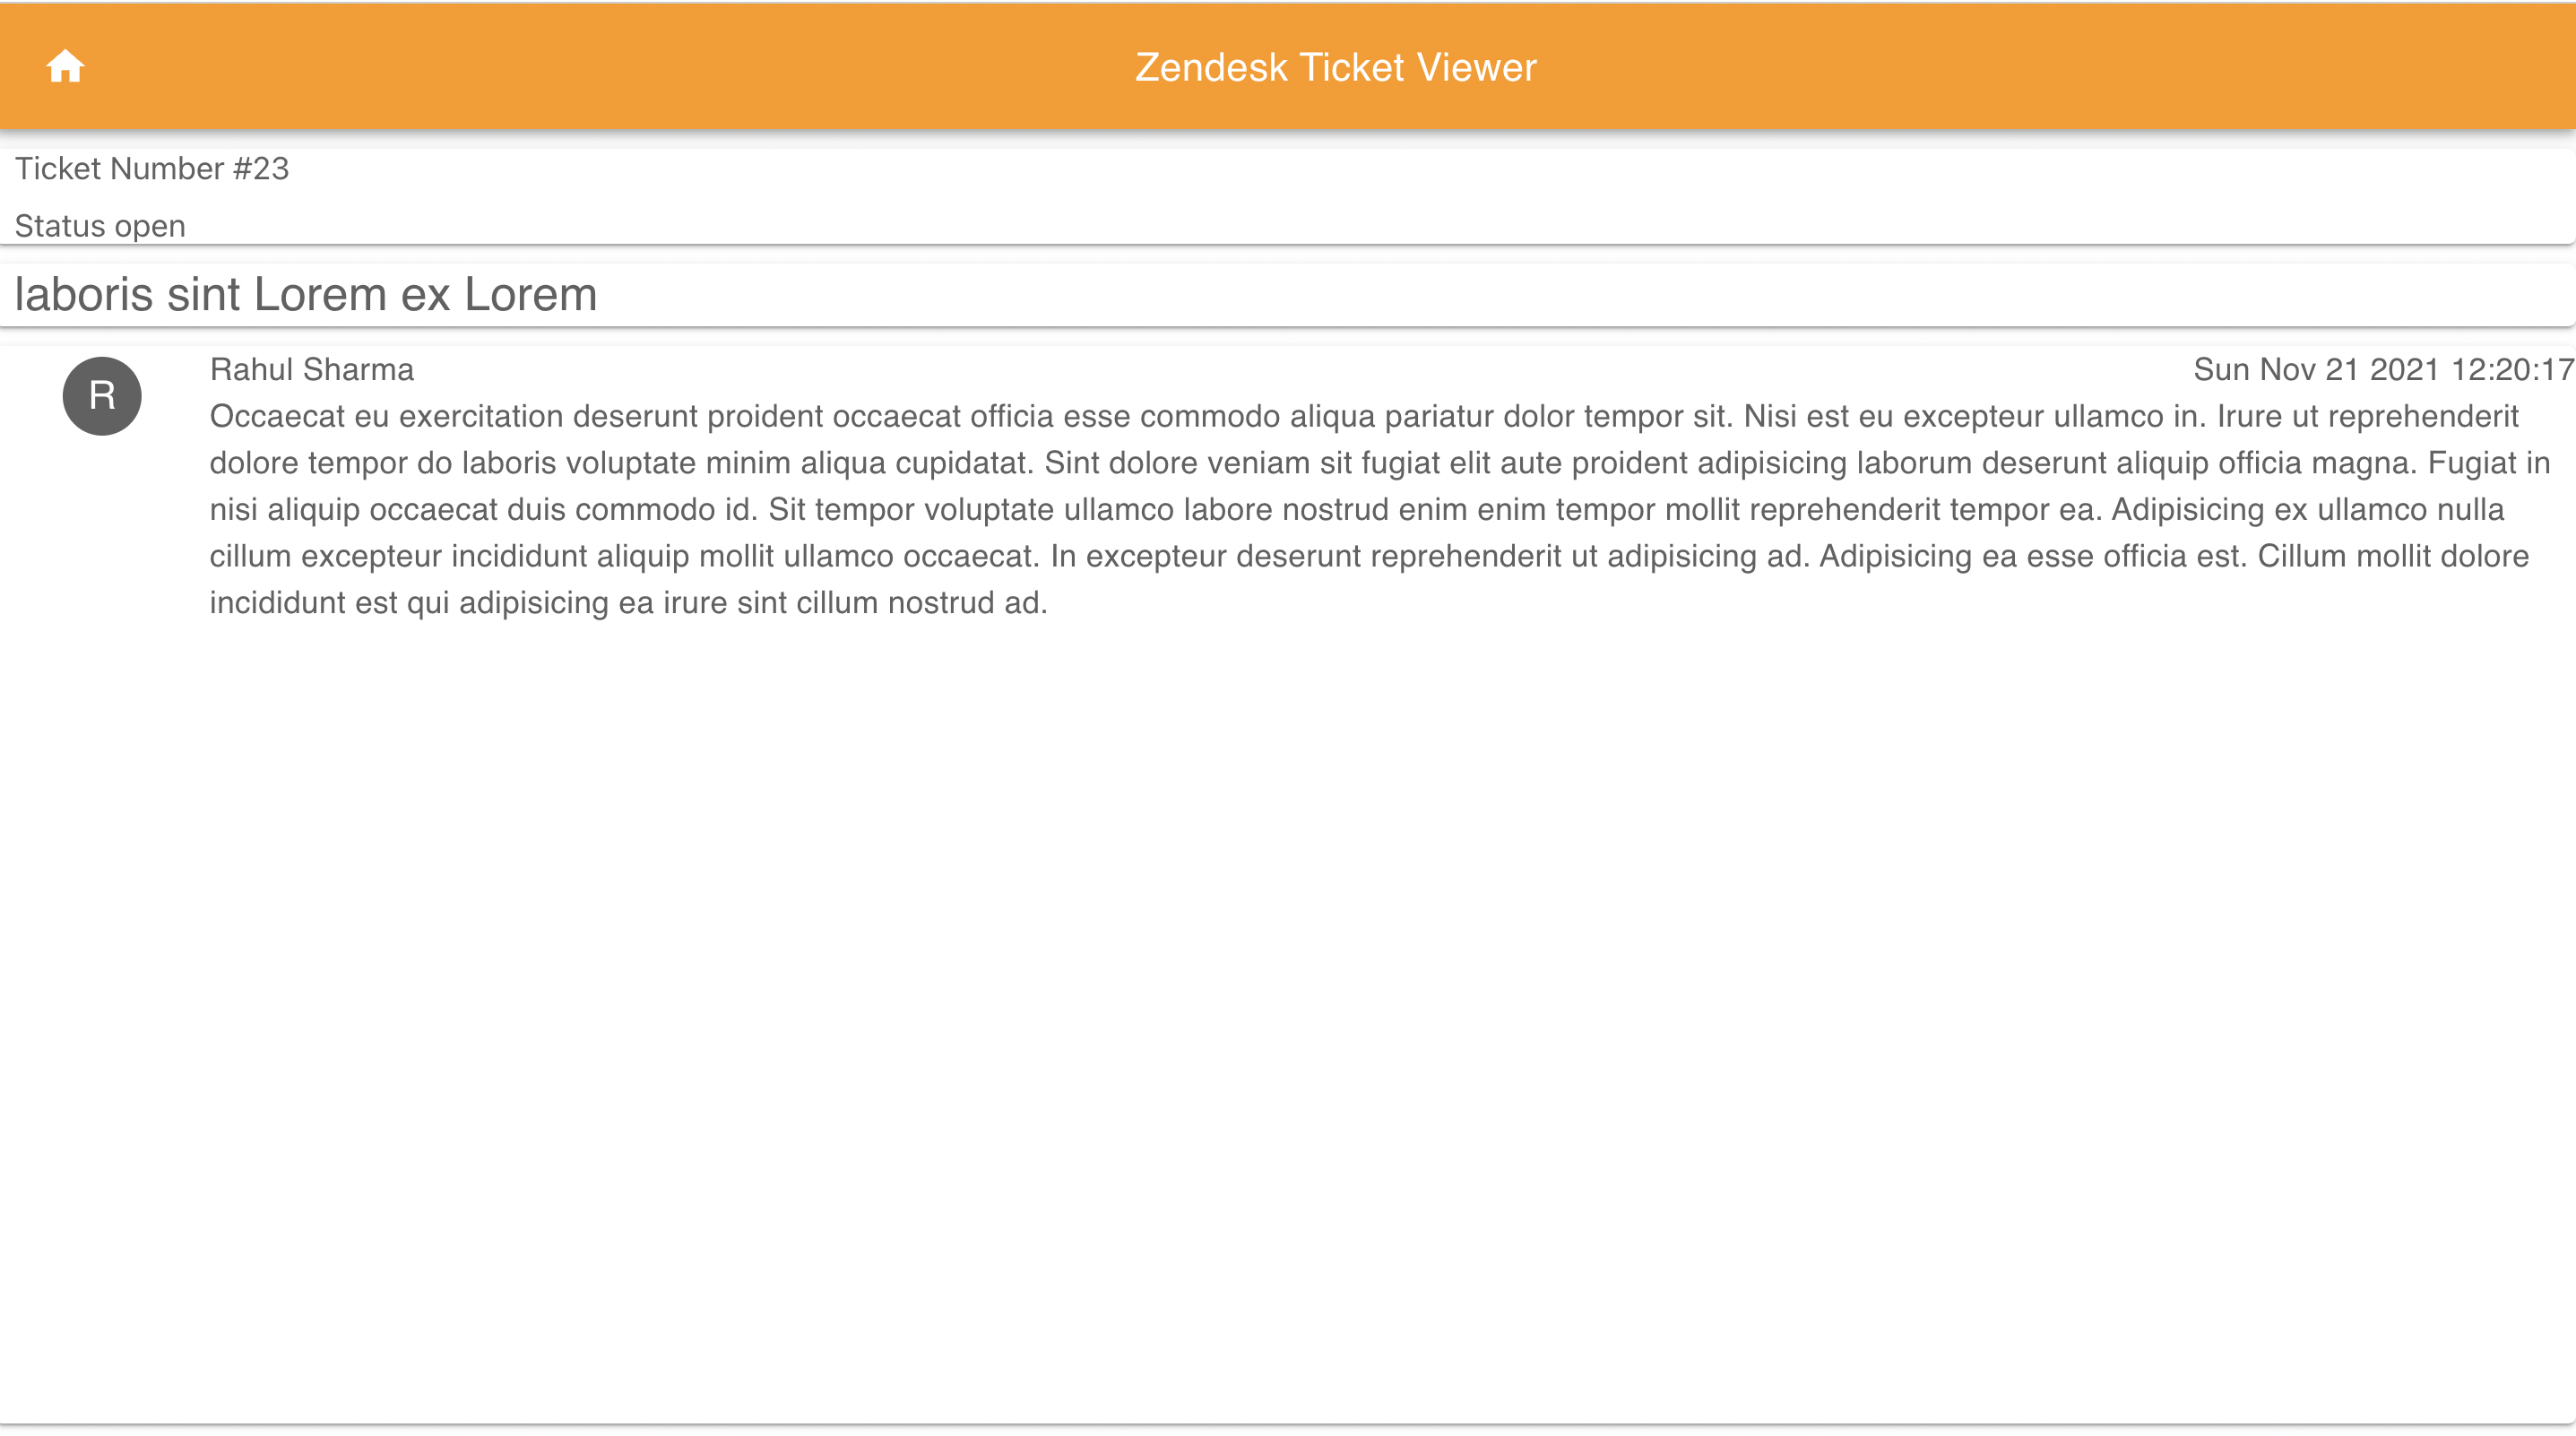 Zendesk Ticket Viewer
Ticket Number #23
Status open
laboris sint Lorem ex Lorem
R
Rahul Sharma
Sun Nov 21 2021 12:20:17
Occaecat eu exercitation deserunt proident occaecat officia esse commodo aliqua pariatur dolor tempor sit. Nisi est eu excepteur ullamco in. Irure ut reprehenderit
dolore tempor do laboris voluptate minim aliqua cupidatat. Sint dolore veniam sit fugiat elit aute proident adipisicing laborum deserunt aliquip officia magna. Fugiat in
nisi aliquip occaecat duis commodo id. Sit tempor voluptate ullamco labore nostrud enim enim tempor mollit reprehenderit tempor ea. Adipisicing ex ullamco nulla
cillum excepteur incididunt aliquip mollit ullamco occaecat. In excepteur deserunt reprehenderit ut adipisicing ad. Adipisicing ea esse officia est. Cillum mollit dolore
incididunt est qui adipisicing ea irure sint cillum nostrud ad.